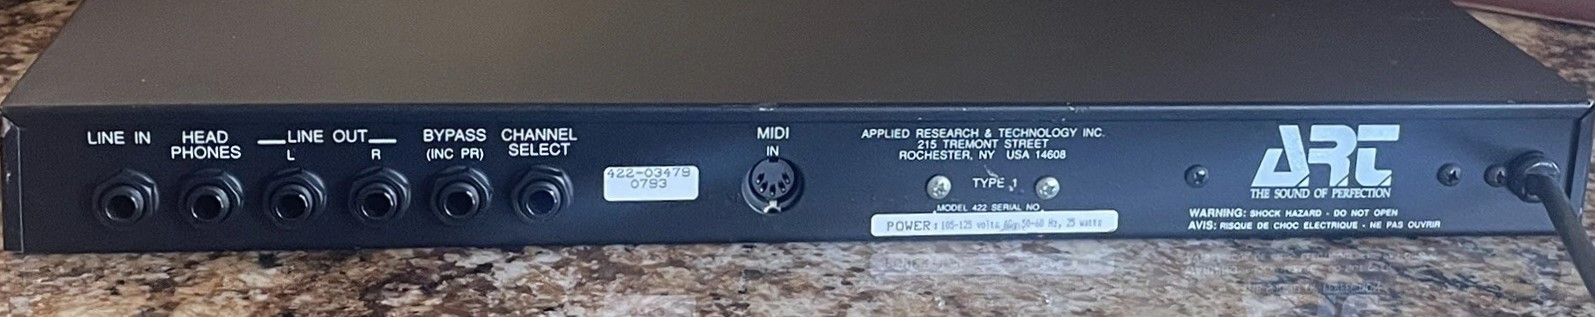 LINE IN
HEAD
PHONES
LINE OUT
L
R
BYPASS
(INC PR)
CHANNEL
SELECT
422-03479
0793
MIDI
IN
APPLIED RESEARCH & TECHNOLOGY INC.
215 TREMONT STREET
ROCHESTER, NY USA 14608
TYPE 1
MODEL 422 SERIAL NO.
POWER: 105-125 volts 50-60 Hz, 25 watts
ART
THE SOUND OF PERFECTION
WARNING: SHOCK HAZARD - DO NOT OPEN
AVIS: RISQUE DE CHOC ELECTRIQUE - NE PAS OUVRIR